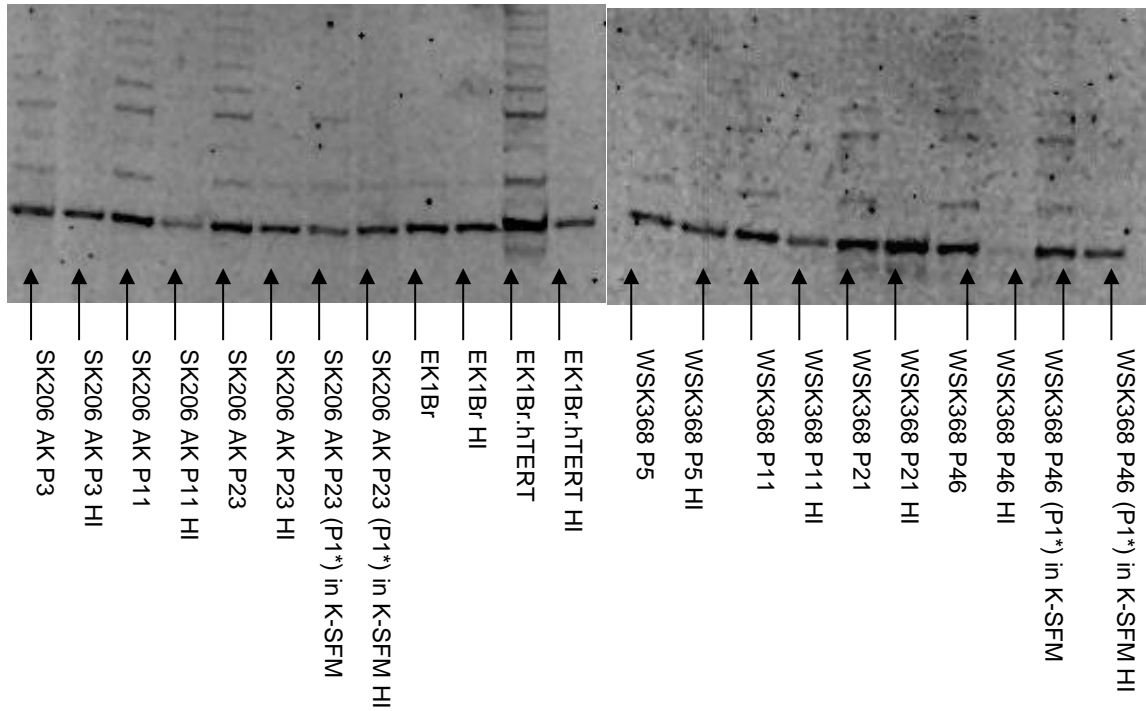 SK206 AK P3
SK206 AK P3 HI
SK206 AK P11
SK206 AK P11 HI
SK206 AK P23
SK206 AK P23 HI
SK206 AK P23 (P1*) in K-SFM
SK206 AK P23 (P1*) in K-SFM HI
EK1Br
EK1Br HI
EK1Br.hTERT
EK1Br.hTERT HI
WSK368 P5
WSK368 P5 HI
WSK368 P11
WSK368 P11 HI
WSK368 P21
WSK368 P21 HI
WSK368 P46
WSK368 P46 HI
WSK368 P46 (P1*) in K-SFM
WSK368 P46 (P1*) in K-SFM HI